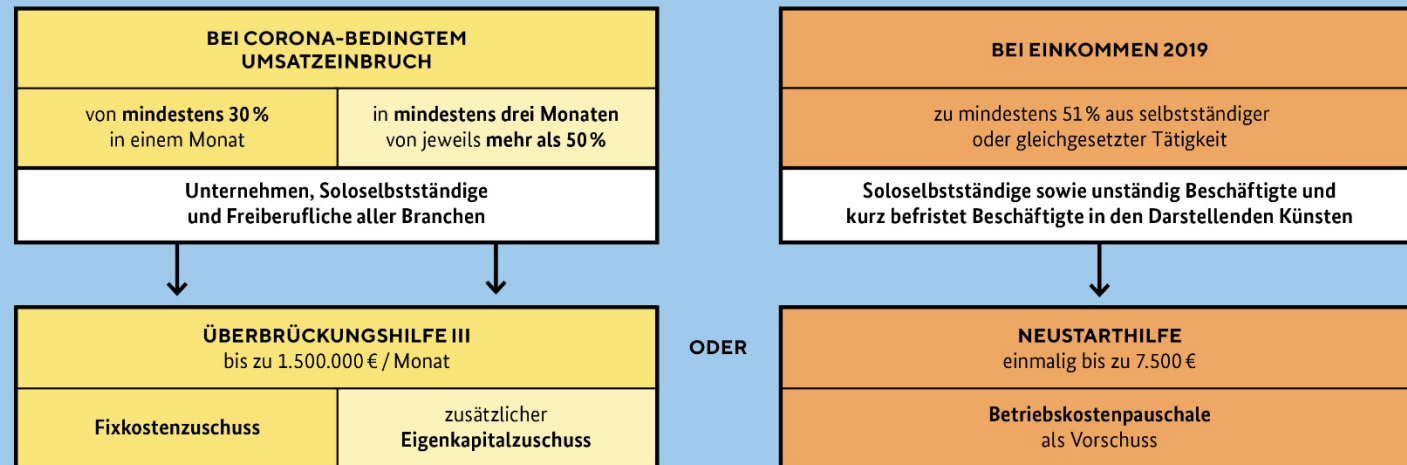 BEI CORONA-BEDINGTEM
UMSATZEINBRUCH
von mindestens 30 %
in einem Monat
in mindestens drei Monaten
von jeweils mehr als 50 %
Unternehmen, Soloselbstständige
und Freiberufliche aller Branchen
ÜBERBRÜCKUNGSHILFE III
bis zu 1.500.000 € / Monat
Fixkostenzuschuss
zusätzlicher
Eigenkapitalzuschuss
ODER
BEI EINKOMMEN 2019
zu mindestens 51 % aus selbstständiger
oder gleichgesetzter Tätigkeit
Soloselbstständige sowie unständig Beschäftigte und
kurz befristet Beschäftigte in den Darstellenden Künsten
NEUSTARTHILFE
einmalig bis zu 7.500 €
Betriebskostenpauschale
als Vorschuss